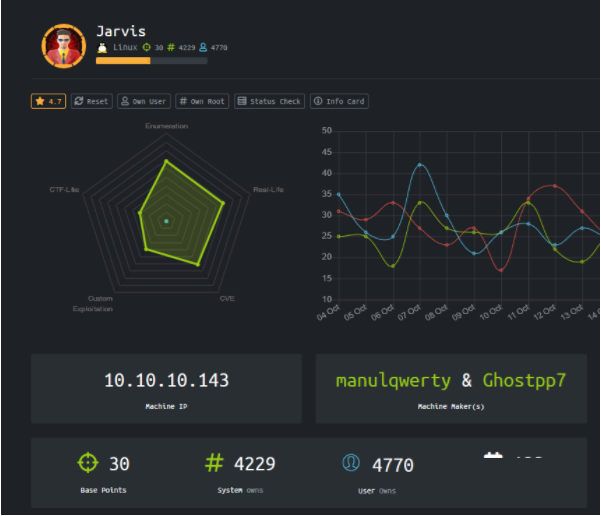 Jarvis
Linux 30 # 4229 4770
4.7 Reset Own User # Own Root Status Check Info Card
Enumeration
CTF-Like
Real-Life
Custom Exploitation
CVE
50
45
40
35
30
25
20
15
10
04 Oct 05 Oct 06 Oct 07 Oct 08 Oct 09 Oct 10 Oct 11 Oct 12 Oct 13 Oct
10.10.10.143
Machine IP
manulqwerty & Ghostpp7
Machine Maker(s)
30
Base Points
# 4229
System owns
4770
User Owns